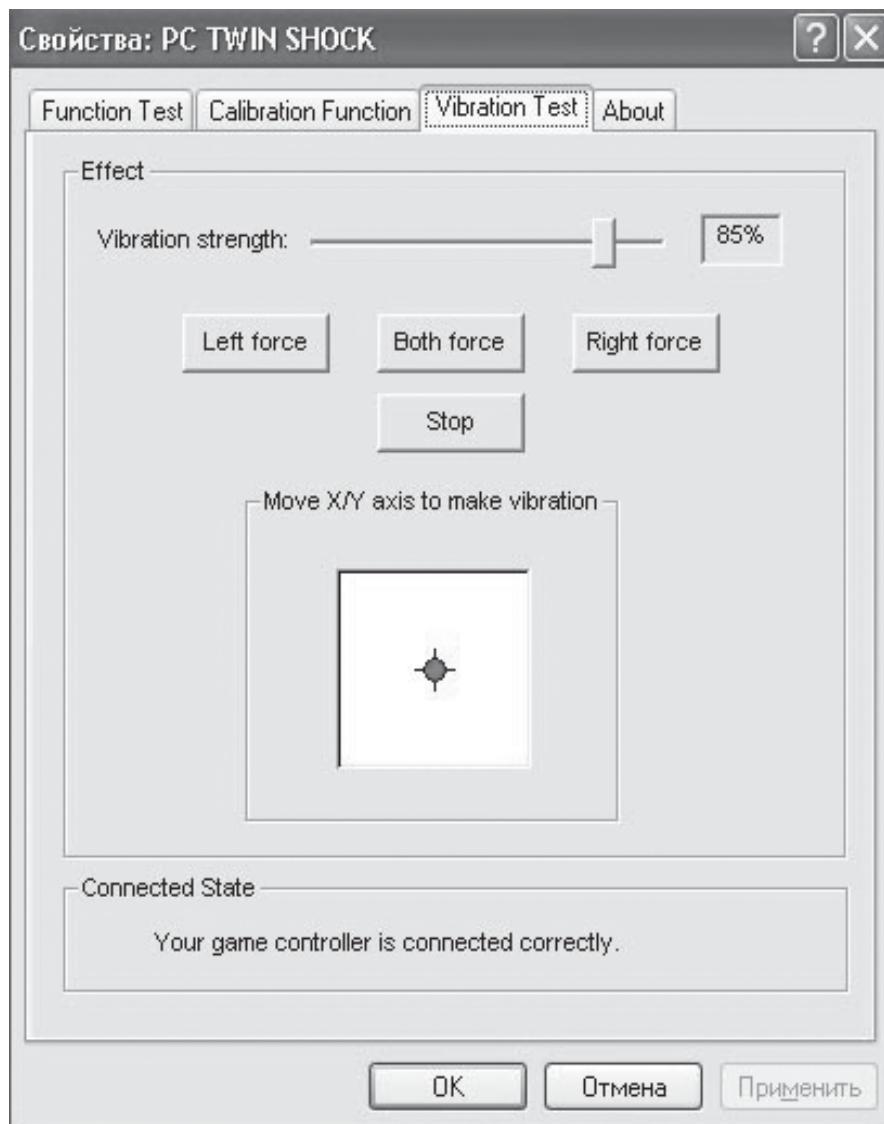 Свойства: PC TWIN SHOCK
Function Test Calibration Function Vibration Test About
Effect
Vibration strength: 85%
Left force Both force Right force
Stop
Move X/Y axis to make vibration
Connected State
Your game controller is connected correctly.
OK Отмена Применить